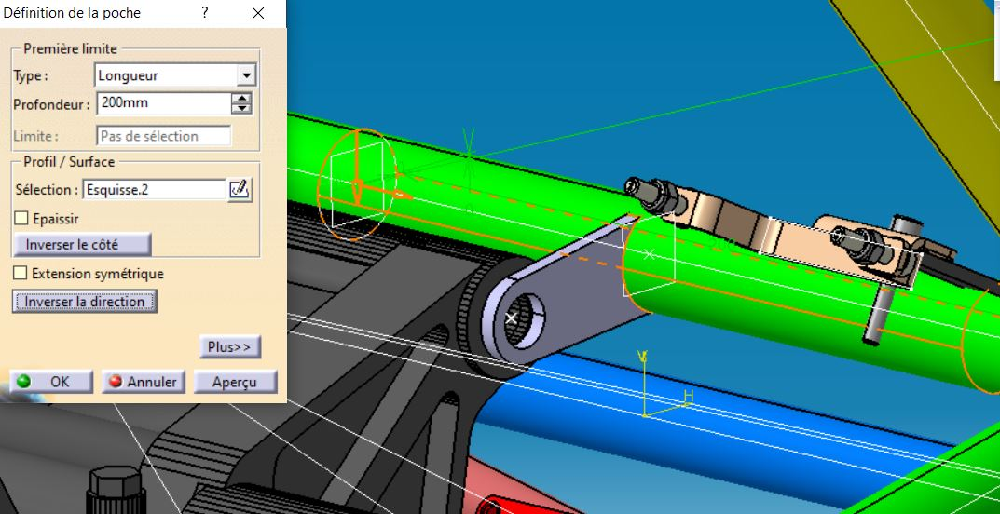 Définition de la poche ? ×
Première limite
Type : Longueur
Profondeur : 200mm
Limite : Pas de sélection
Profil / Surface
Sélection : Esquisse.2
Epaissir
Inverser le côté
Extension symétrique
Inverser la direction
Plus>>
OK Annuler Aperçu
V
V
H